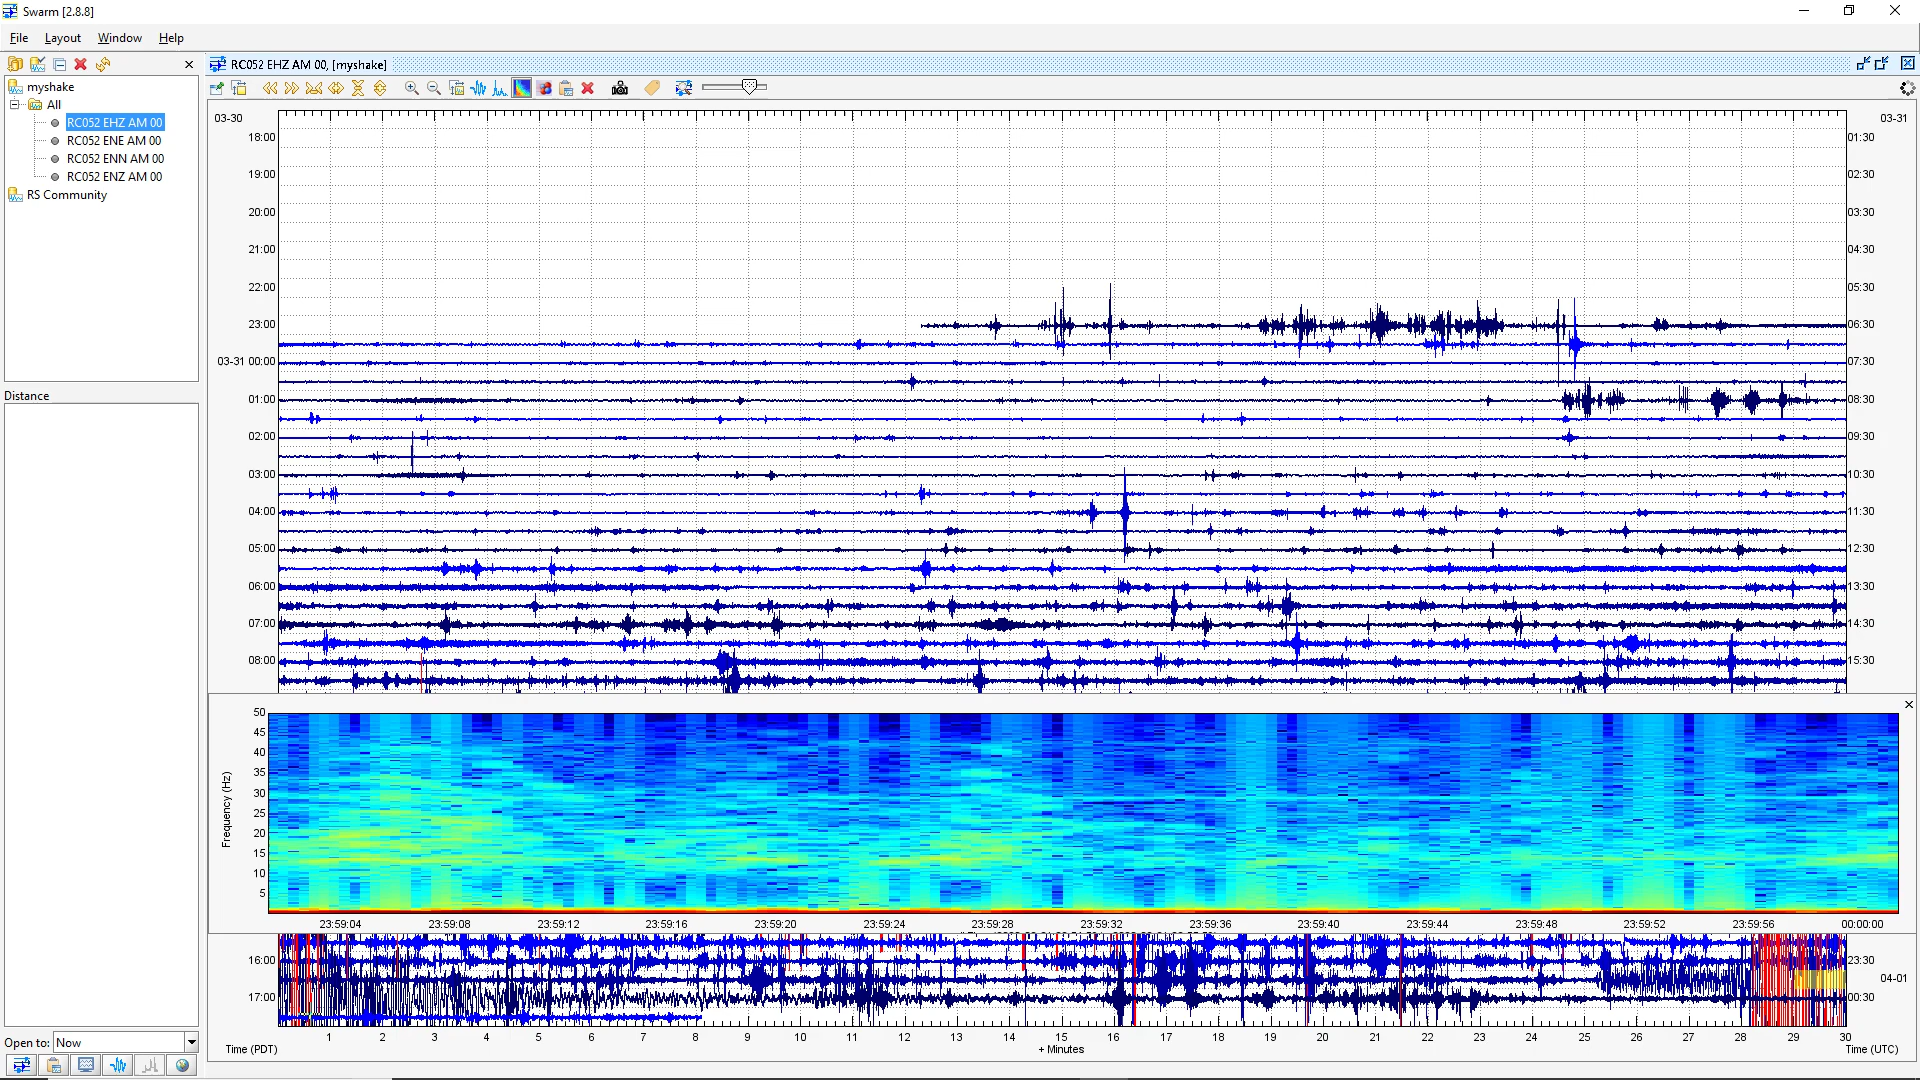 Swarm [2.8.8]
File Layout Window Help
RC052 EHZ AM 00, [myshake]
myshake
All
RC052 EHZ AM 00
RC052 ENE AM 00
RC052 ENN AM 00
RC052 ENZ AM 00
RS Community
Distance
Open to: Now
03-30 03-31
18:00 01:30
19:00 02:30
20:00 03:30
21:00 04:30
22:00 05:30
23:00 06:30
03-31 00:00 07:30
01:00 08:30
02:00 09:30
03:00 10:30
04:00 11:30
05:00 12:30
06:00 13:30
07:00 14:30
08:00 15:30
50
45
40
35
30
25
20
15
10
5
Frequency (Hz)
23:59:04 23:59:08 23:59:12 23:59:16 23:59:20 23:59:24 23:59:28 23:59:32 23:59:36 23:59:40 23:59:44 23:59:48 23:59:52 23:59:56 00:00:00
16:00 23:30
04-01
17:00 00:30
1 2 3 4 5 6 7 8 9 10 11 12 13 14 15 16 17 18 19 20 21 22 23 24 25 26 27 28 29 30
Time (PDT) + Minutes Time (UTC)